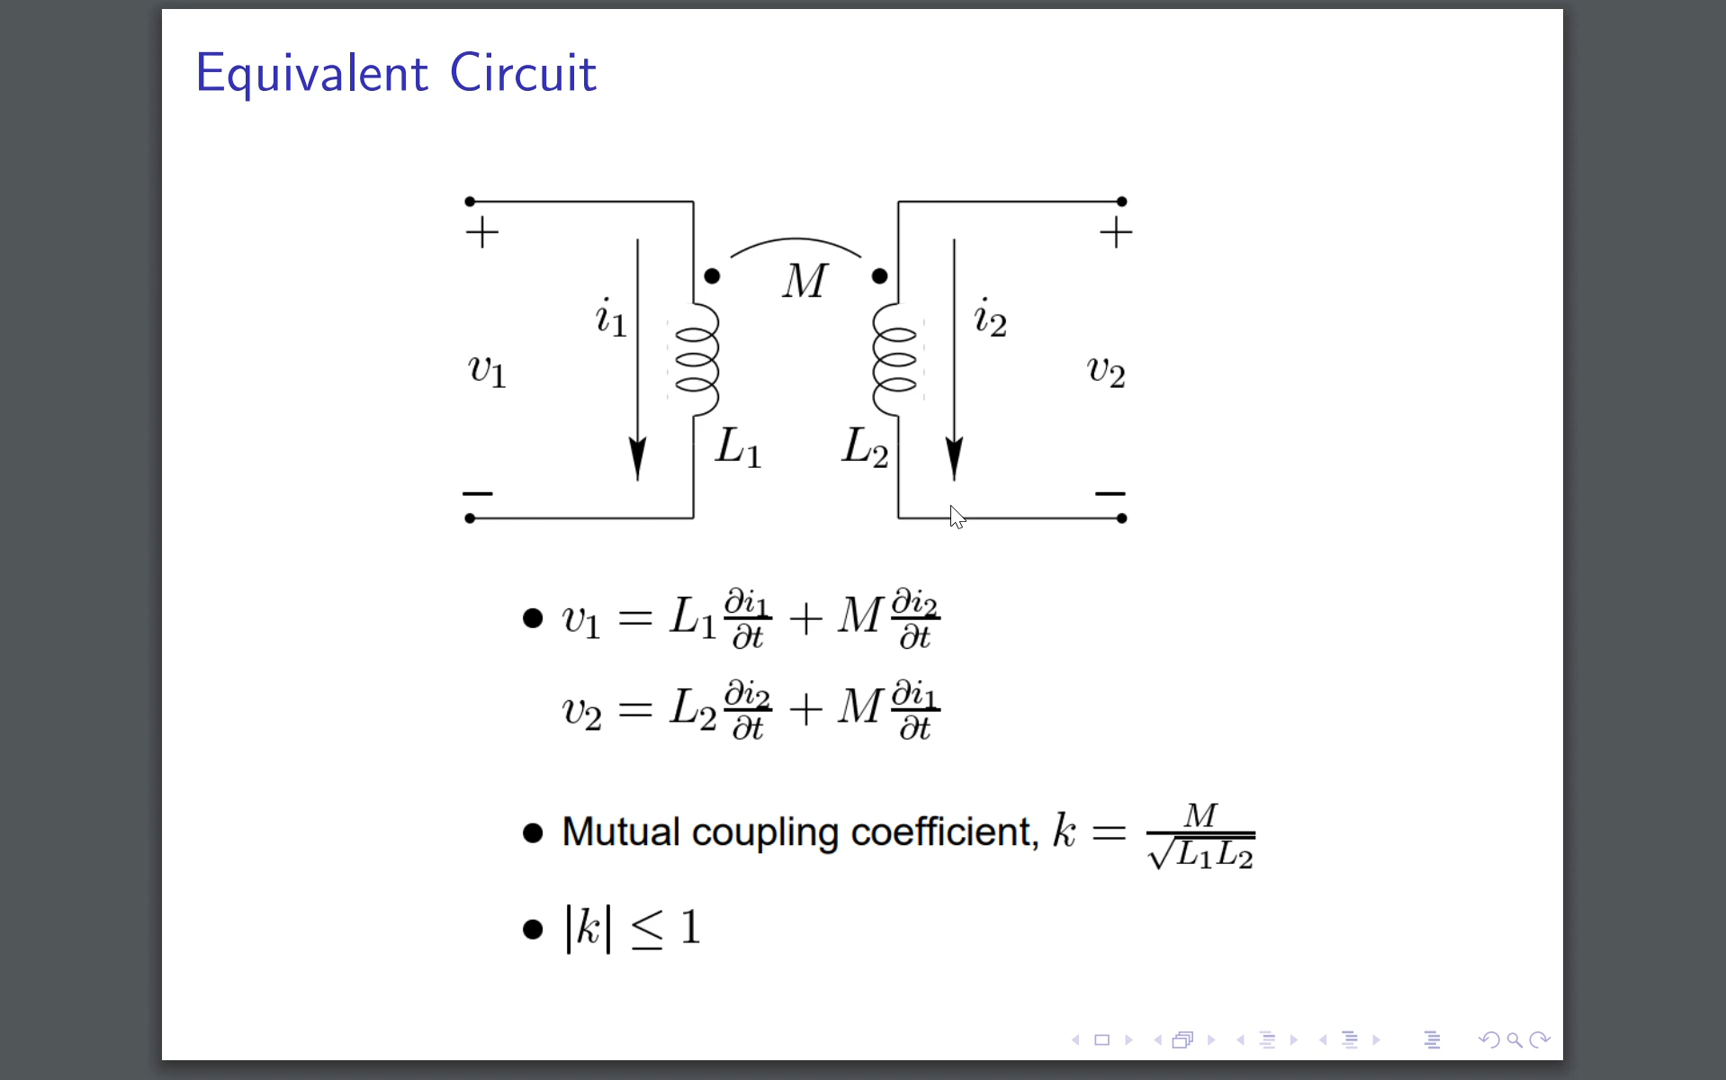 Equivalent Circuit
+ +
M
i₁ i₂
v₁ v₂
L₁ L₂
− −
• v₁ = L₁ ∂i₁/∂t + M ∂i₂/∂t
v₂ = L₂ ∂i₂/∂t + M ∂i₁/∂t
• Mutual coupling coefficient, k = M/√L₁L₂
• |k| ≤ 1